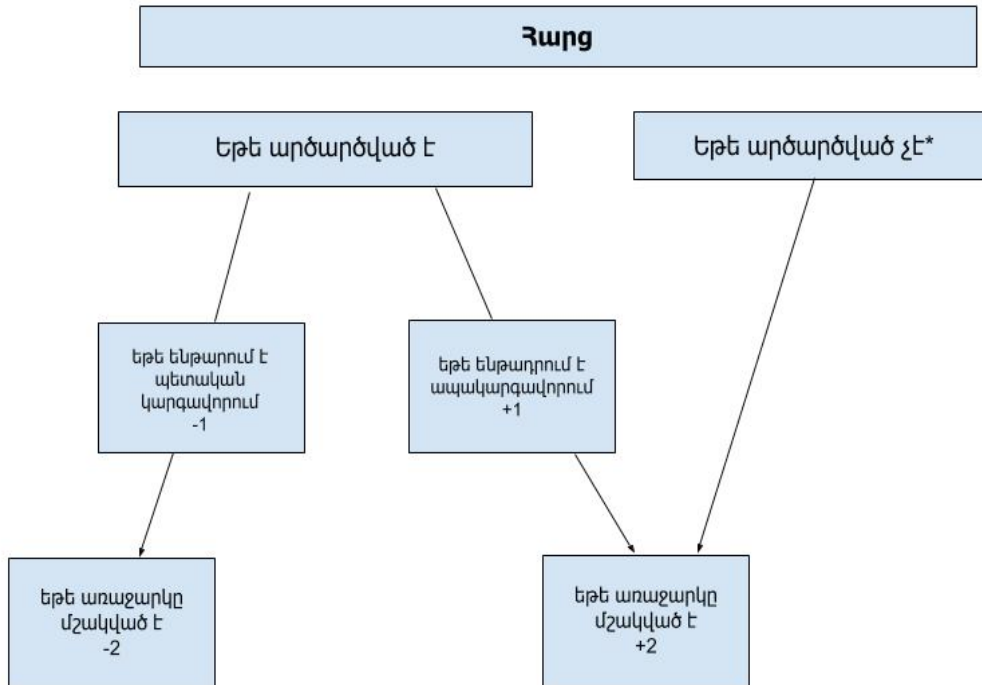 Հարց
Եթե արծարծված է
Եթե արծարծված չէ*
եթե ենթարում է
պետական
կարգավորում
-1
եթե ենթադրում է
ապակարգավորում
+1
եթե առաջարկը
մշակված է
-2
եթե առաջարկը
մշակված է
+2